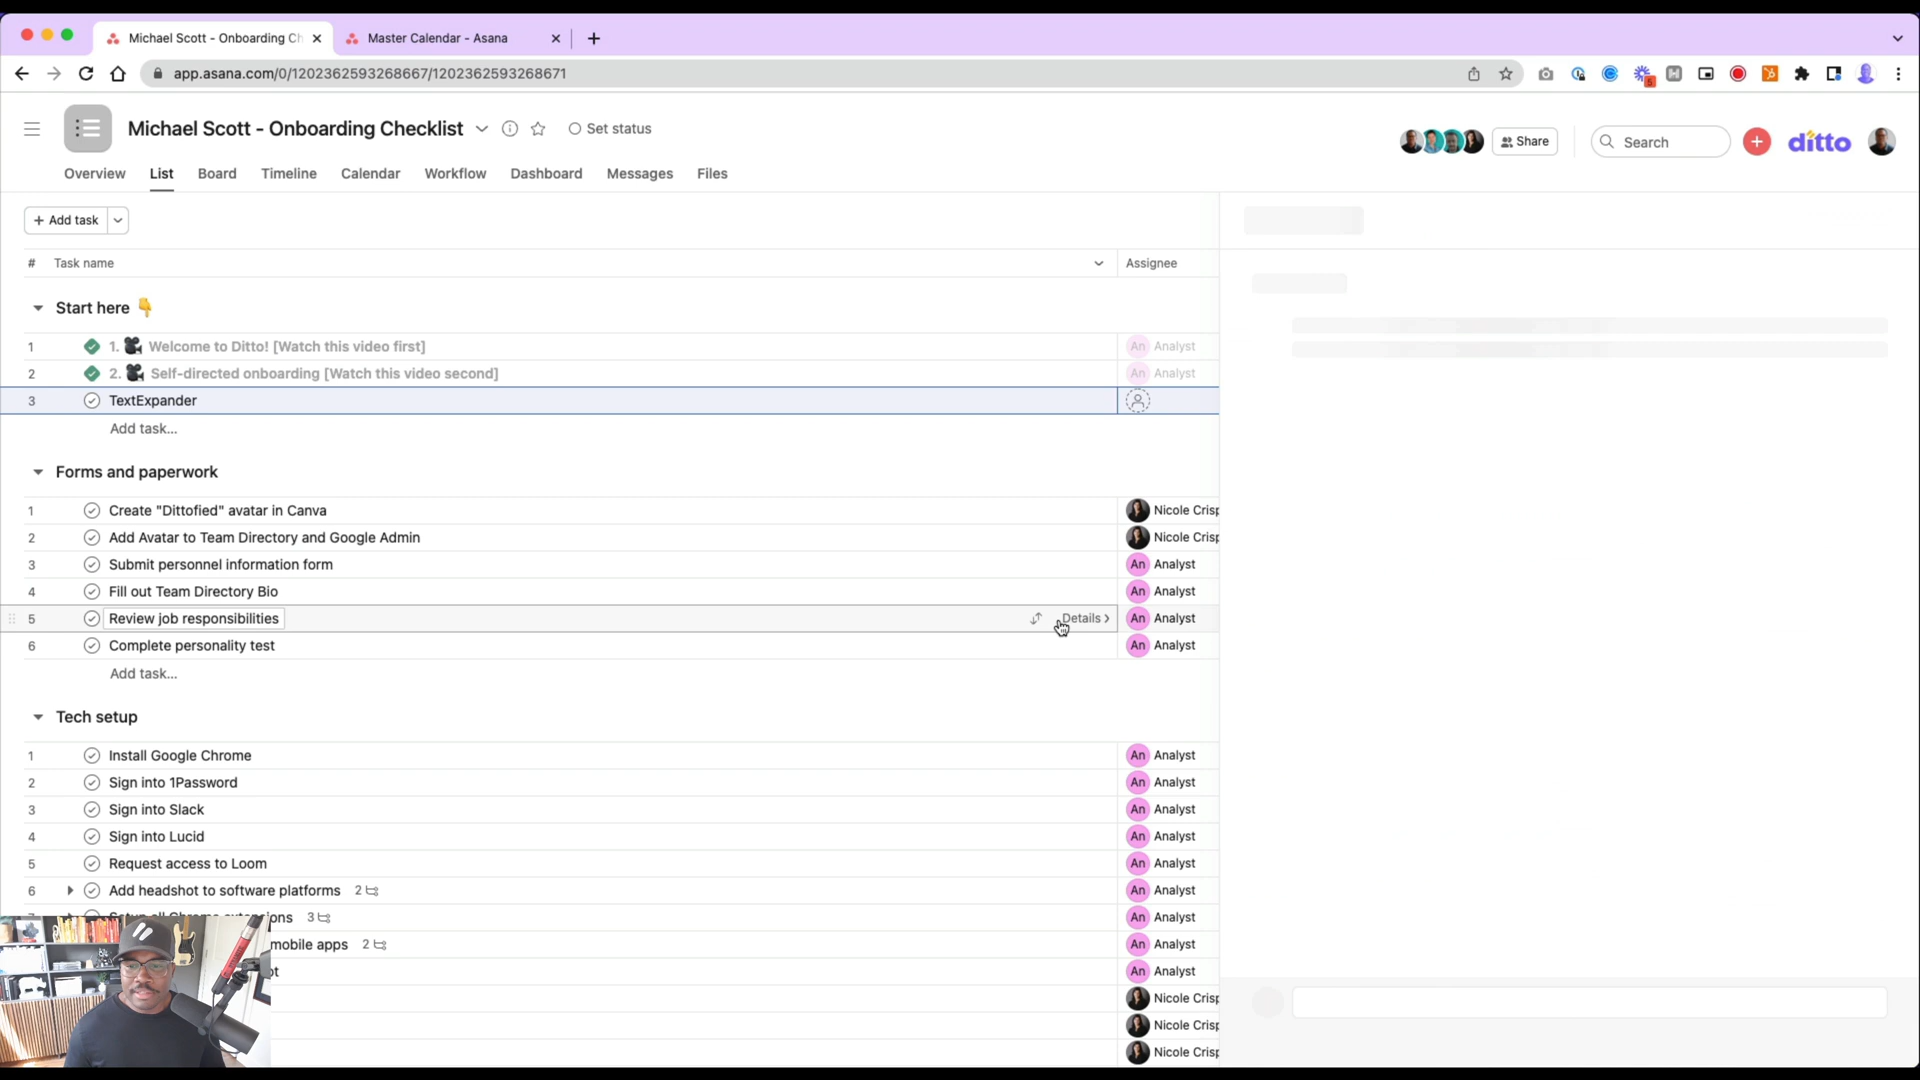 Michael Scott - Onboarding Ch
Master Calendar - Asana
app.asana.com/0/1202362593268667/1202362593268671
5
Michael Scott - Onboarding Checklist
Set status
Share
Search
ditto
Overview
List
Board
Timeline
Calendar
Workflow
Dashboard
Messages
Files
+ Add task
# Task name Assignee
Start here
1 1. Welcome to Ditto! [Watch this video first] An Analyst
2 2. Self-directed onboarding [Watch this video second] An Analyst
3 TextExpander
Add task...
Forms and paperwork
1 Create "Dittofied" avatar in Canva Nicole Crisp
2 Add Avatar to Team Directory and Google Admin Nicole Crisp
3 Submit personnel information form An Analyst
4 Fill out Team Directory Bio An Analyst
5 Review job responsibilities Details An Analyst
6 Complete personality test An Analyst
Add task...
Tech setup
1 Install Google Chrome An Analyst
2 Sign into 1Password An Analyst
3 Sign into Slack An Analyst
4 Sign into Lucid An Analyst
5 Request access to Loom An Analyst
6 Add headshot to software platforms 2 An Analyst
ons 3 An Analyst
mobile apps 2 An Analyst
An Analyst
Nicole Crisp
Nicole Crisp
Nicole Crisp